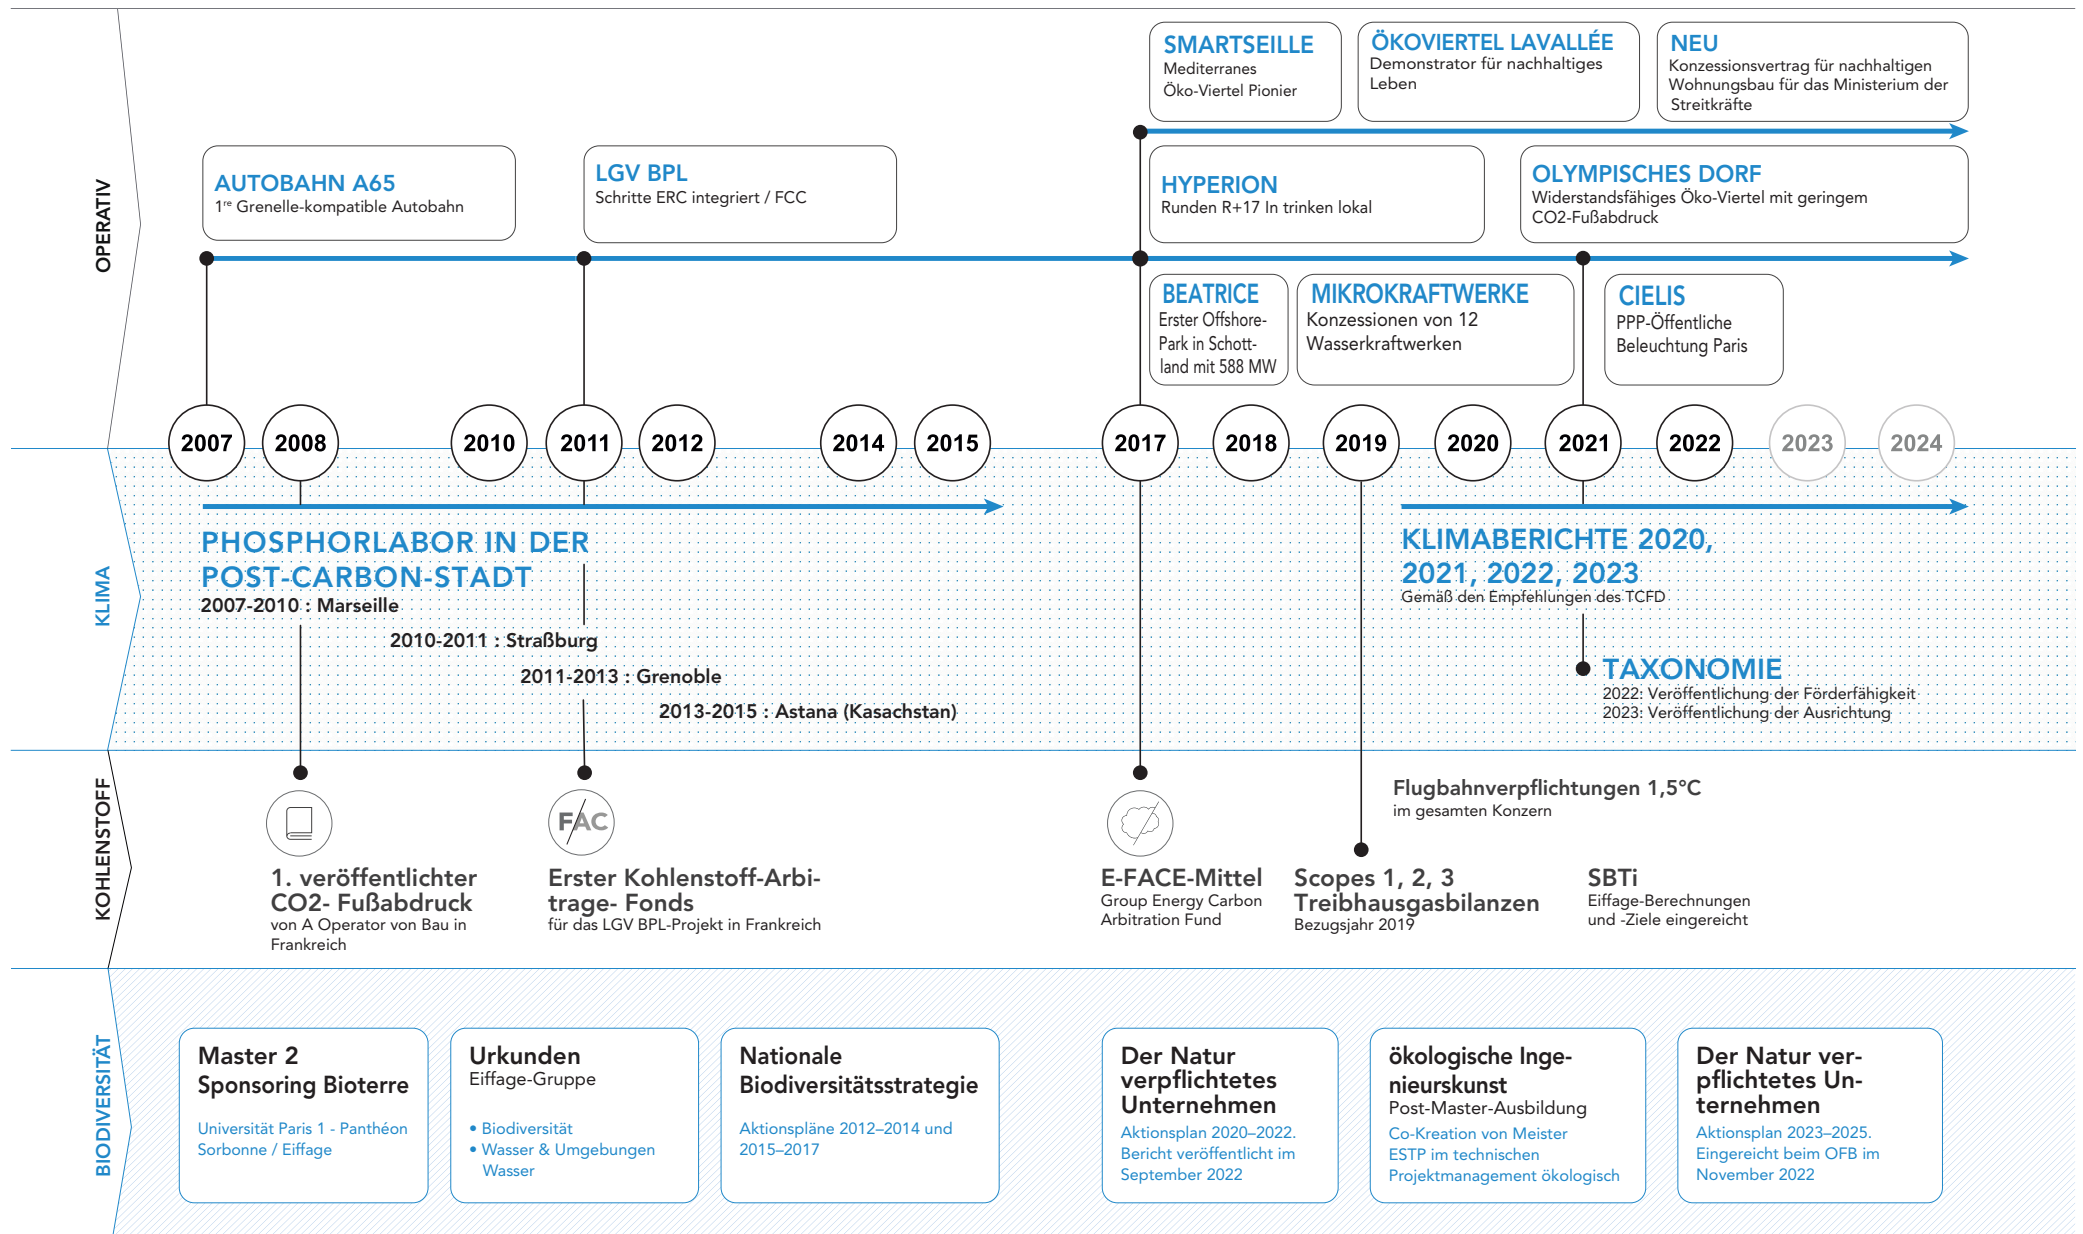 OPERATIV
SMARTSEILLE
Mediterranes
Öko-Viertel Pionier
ÖKOVIERTEL LAVALLÉE
Demonstrator für nachhaltiges
Leben
NEU
Konzessionsvertrag für nachhaltigen
Wohnungsbau für das Ministerium der
Streitkräfte
AUTOBAHN A65
1re Grenelle-kompatible Autobahn
LGV BPL
Schritte ERC integriert / FCC
HYPERION
Runden R+17 In trinken lokal
OLYMPISCHES DORF
Widerstandsfähiges Öko-Viertel mit geringem
CO2-Fußabdruck
BEATRICE
Erster Offshore-
Park in Schott-
land mit 588 MW
MIKROKRAFTWERKE
Konzessionen von 12
Wasserkraftwerken
CIELIS
PPP-Öffentliche
Beleuchtung Paris
2007 2008 2010 2011 2012 2014 2015 2017 2018 2019 2020 2021 2022 2023 2024
KLIMA
PHOSPHORLABOR IN DER
POST-CARBON-STADT
2007-2010 : Marseille
2010-2011 : Straßburg
2011-2013 : Grenoble
2013-2015 : Astana (Kasachstan)
KLIMABERICHTE 2020,
2021, 2022, 2023
Gemäß den Empfehlungen des TCFD
TAXONOMIE
2022: Veröffentlichung der Förderfähigkeit
2023: Veröffentlichung der Ausrichtung
KOHLENSTOFF
1. veröffentlichter
CO2- Fußabdruck
von A Operator von Bau in
Frankreich
FAC
Erster Kohlenstoff-Arbi-
trage- Fonds
für das LGV BPL-Projekt in Frankreich
E-FACE-Mittel
Group Energy Carbon
Arbitration Fund
Flugbahnverpflichtungen 1,5°C
im gesamten Konzern
Scopes 1, 2, 3
Treibhausgasbilanzen
Bezugsjahr 2019
SBTi
Eiffage-Berechnungen
und -Ziele eingereicht
BIODIVERSITÄT
Master 2
Sponsoring Bioterre
Universität Paris 1 - Panthéon
Sorbonne / Eiffage
Urkunden
Eiffage-Gruppe
• Biodiversität
• Wasser & Umgebungen
Wasser
Nationale
Biodiversitätsstrategie
Aktionspläne 2012–2014 und
2015–2017
Der Natur
verpflichtetes
Unternehmen
Aktionsplan 2020–2022.
Bericht veröffentlicht im
September 2022
ökologische Inge-
nieurskunst
Post-Master-Ausbildung
Co-Kreation von Meister
ESTP im technischen
Projektmanagement ökologisch
Der Natur ver-
pflichtetes Un-
ternehmen
Aktionsplan 2023–2025.
Eingereicht beim OFB im
November 2022